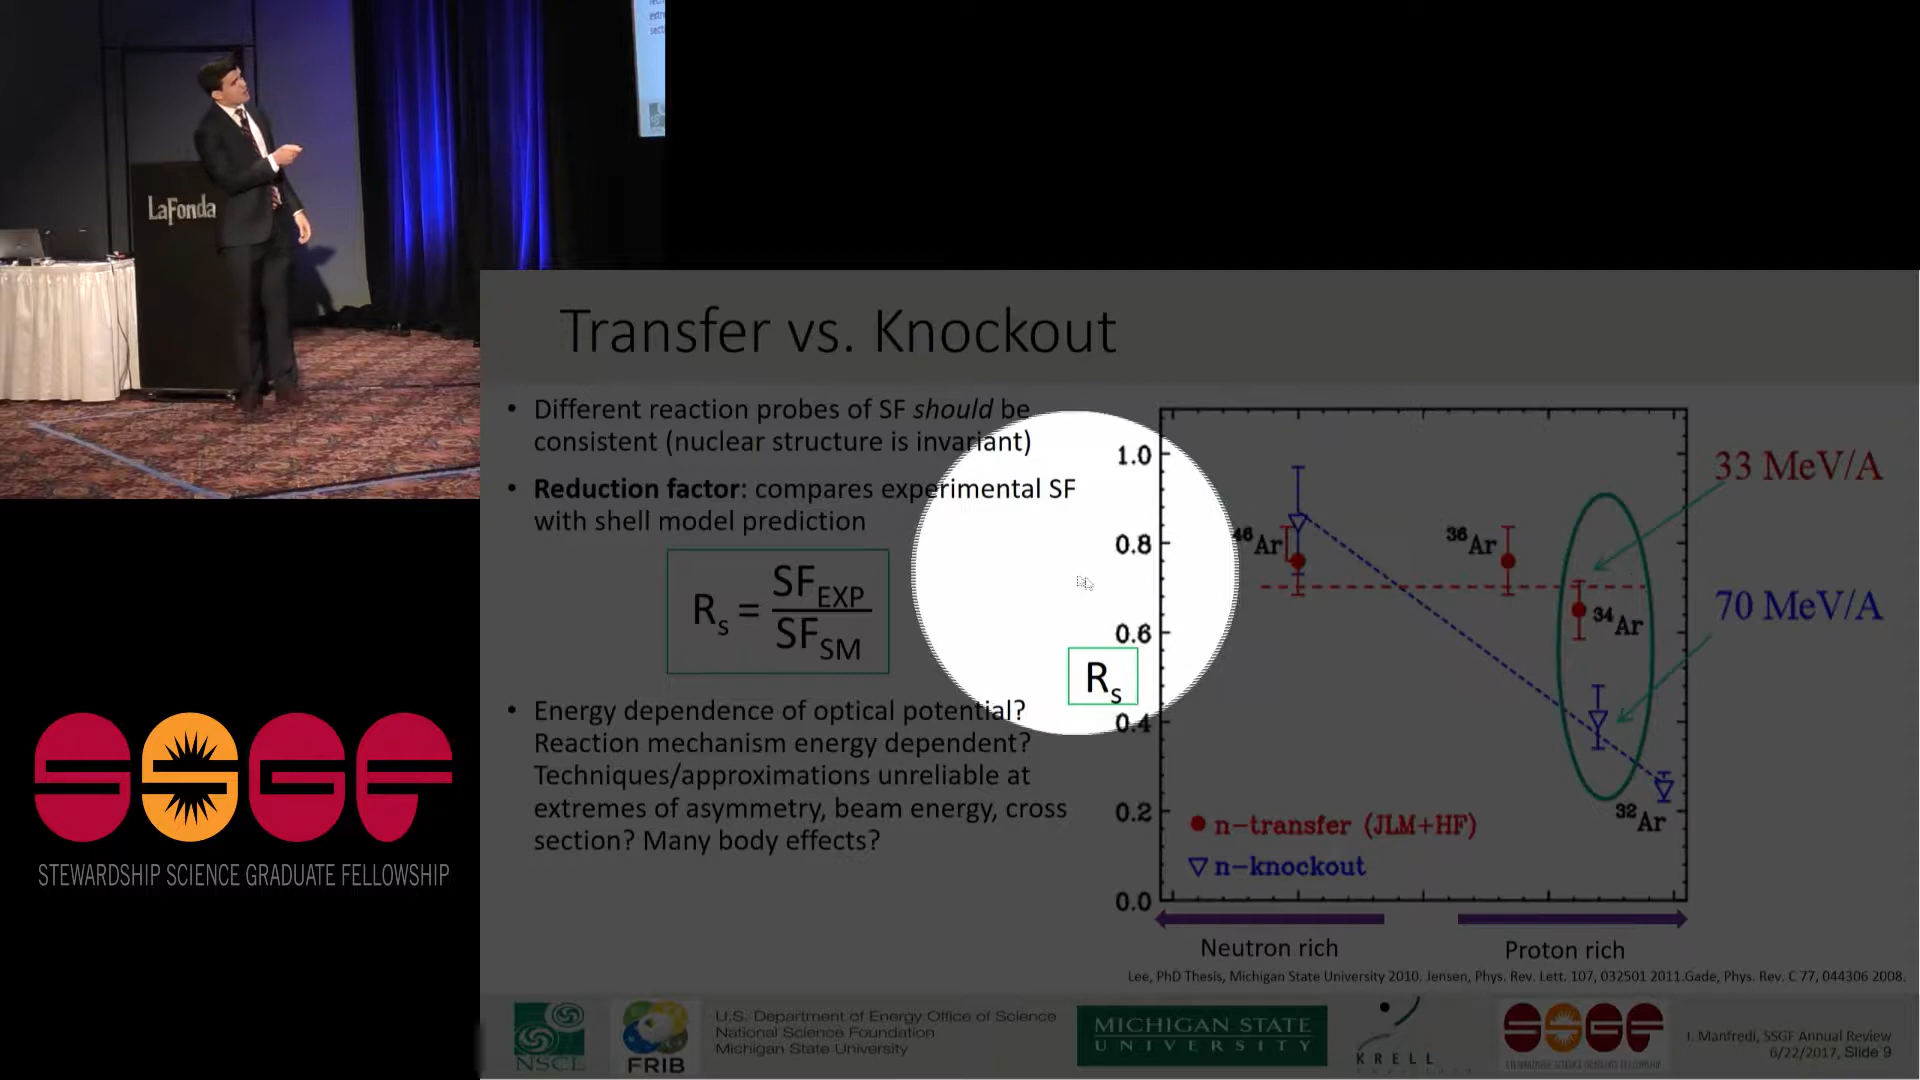 LaFonda
Transfer vs. Knockout
• Different reaction probes of SF should be
consistent (nuclear structure is invariant)
• Reduction factor: compares experimental SF
with shell model prediction
Rs = SFEXP
SFSM
• Energy dependence of optical potential?
Reaction mechanism energy dependent?
Techniques/approximations unreliable at
extremes of asymmetry, beam energy, cross
section? Many body effects?
1.0
0.8
0.6
0.4
0.2
0.0
Rs
46Ar
36Ar
34Ar
32Ar
33 MeV/A
70 MeV/A
n-transfer (JLM+HF)
n-knockout
Neutron rich
Proton rich
Lee, PhD Thesis, Michigan State University 2010. Jensen, Phys. Rev. Lett. 107, 032501 2011.Gade, Phys. Rev. C 77, 044306 2008.
SSGF
STEWARDSHIP SCIENCE GRADUATE FELLOWSHIP
NSCL
FRIB
U.S. Department of Energy Office of Science
National Science Foundation
Michigan State University
MICHIGAN STATE
UNIVERSITY
KRELL
SSGF
STEWARDSHIP SCIENCE GRADUATE FELLOWSHIP
J. Manfredi, SSGF Annual Review
6/22/2017, Slide 9